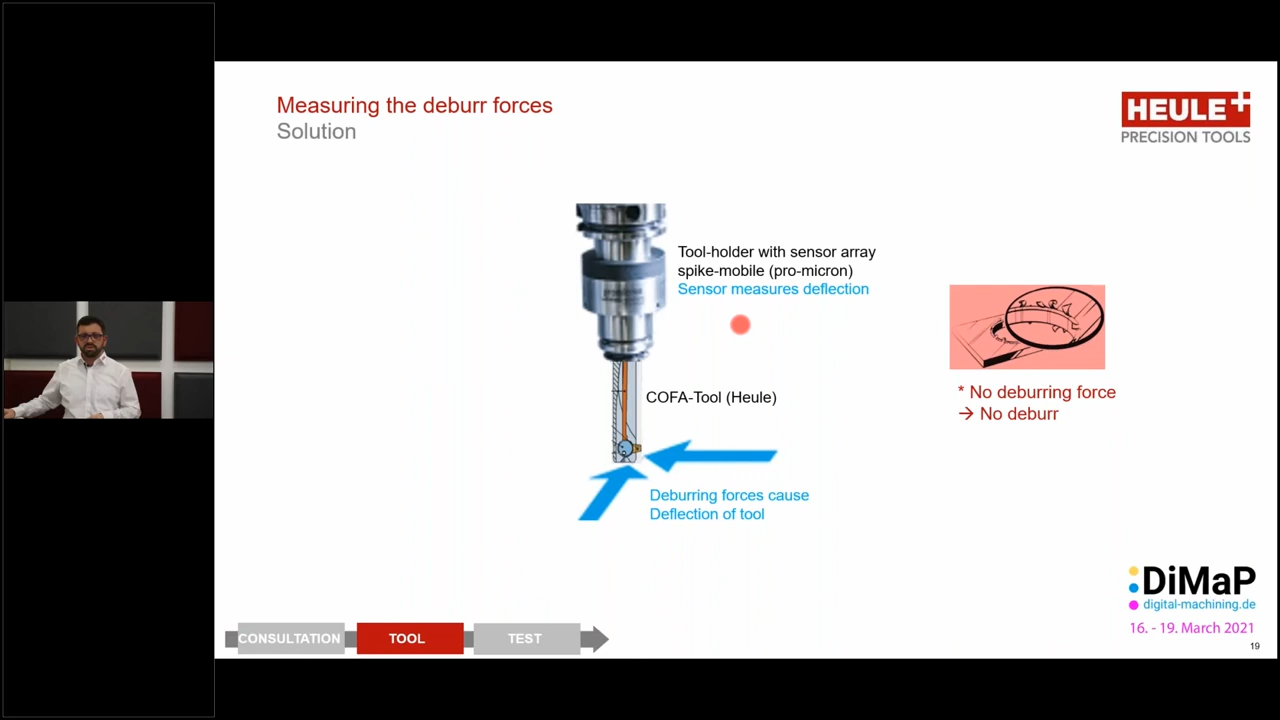 Measuring the deburr forces
Solution
HEULE+
PRECISION TOOLS
Tool-holder with sensor array
spike-mobile (pro-micron)
Sensor measures deflection
COFA-Tool (Heule)
* No deburring force
→ No deburr
Deburring forces cause
Deflection of tool
DiMaP
digital-machining.de
16. - 19. March 2021
CONSULTATION
TOOL
TEST
19